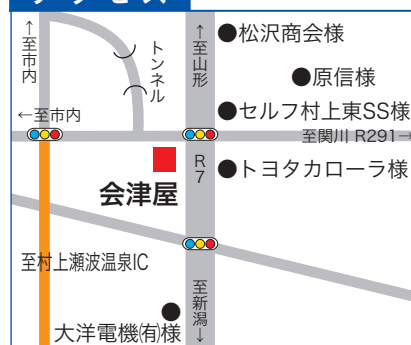 ↑至市内
トンネル
↑至山形
●松沢商会様
●原信様
←至市内
●セルフ村上東SS様
至関川 R291→
R7
●トヨタカローラ様
会津屋
至村上瀬波温泉IC
至新潟↓
大洋電機(有)様